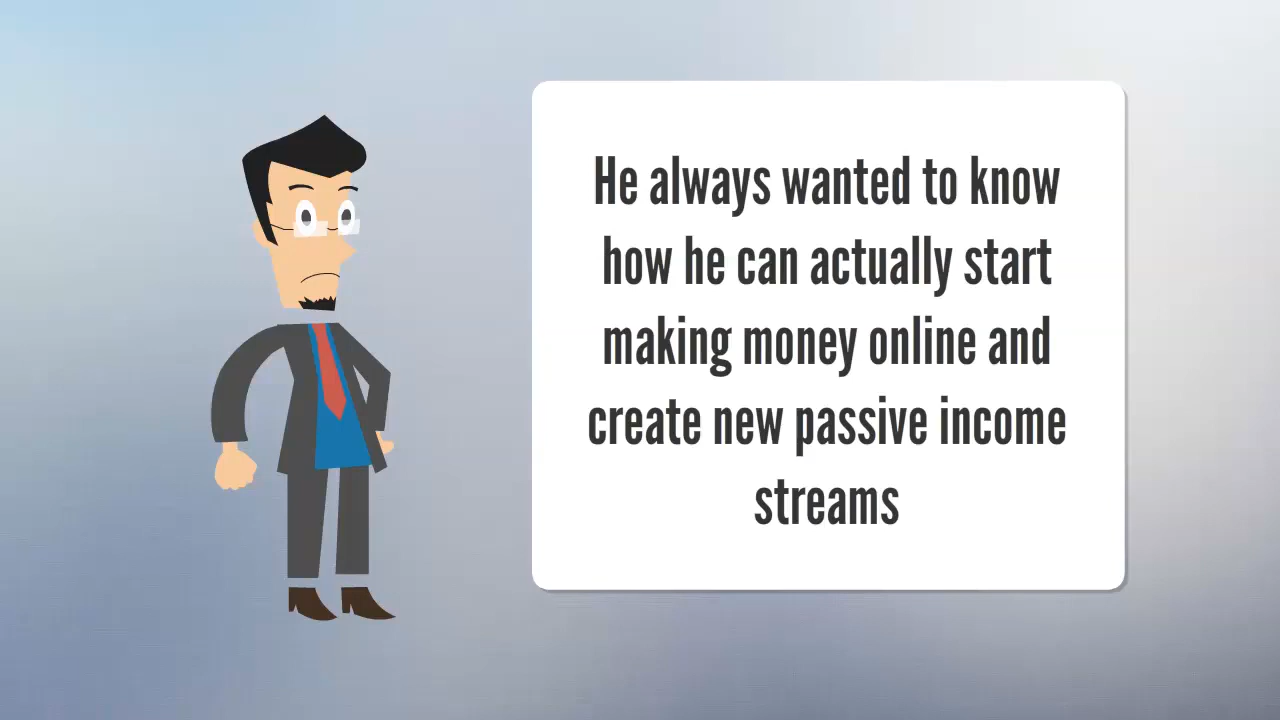 He always wanted to know
how he can actually start
making money online and
create new passive income
streams